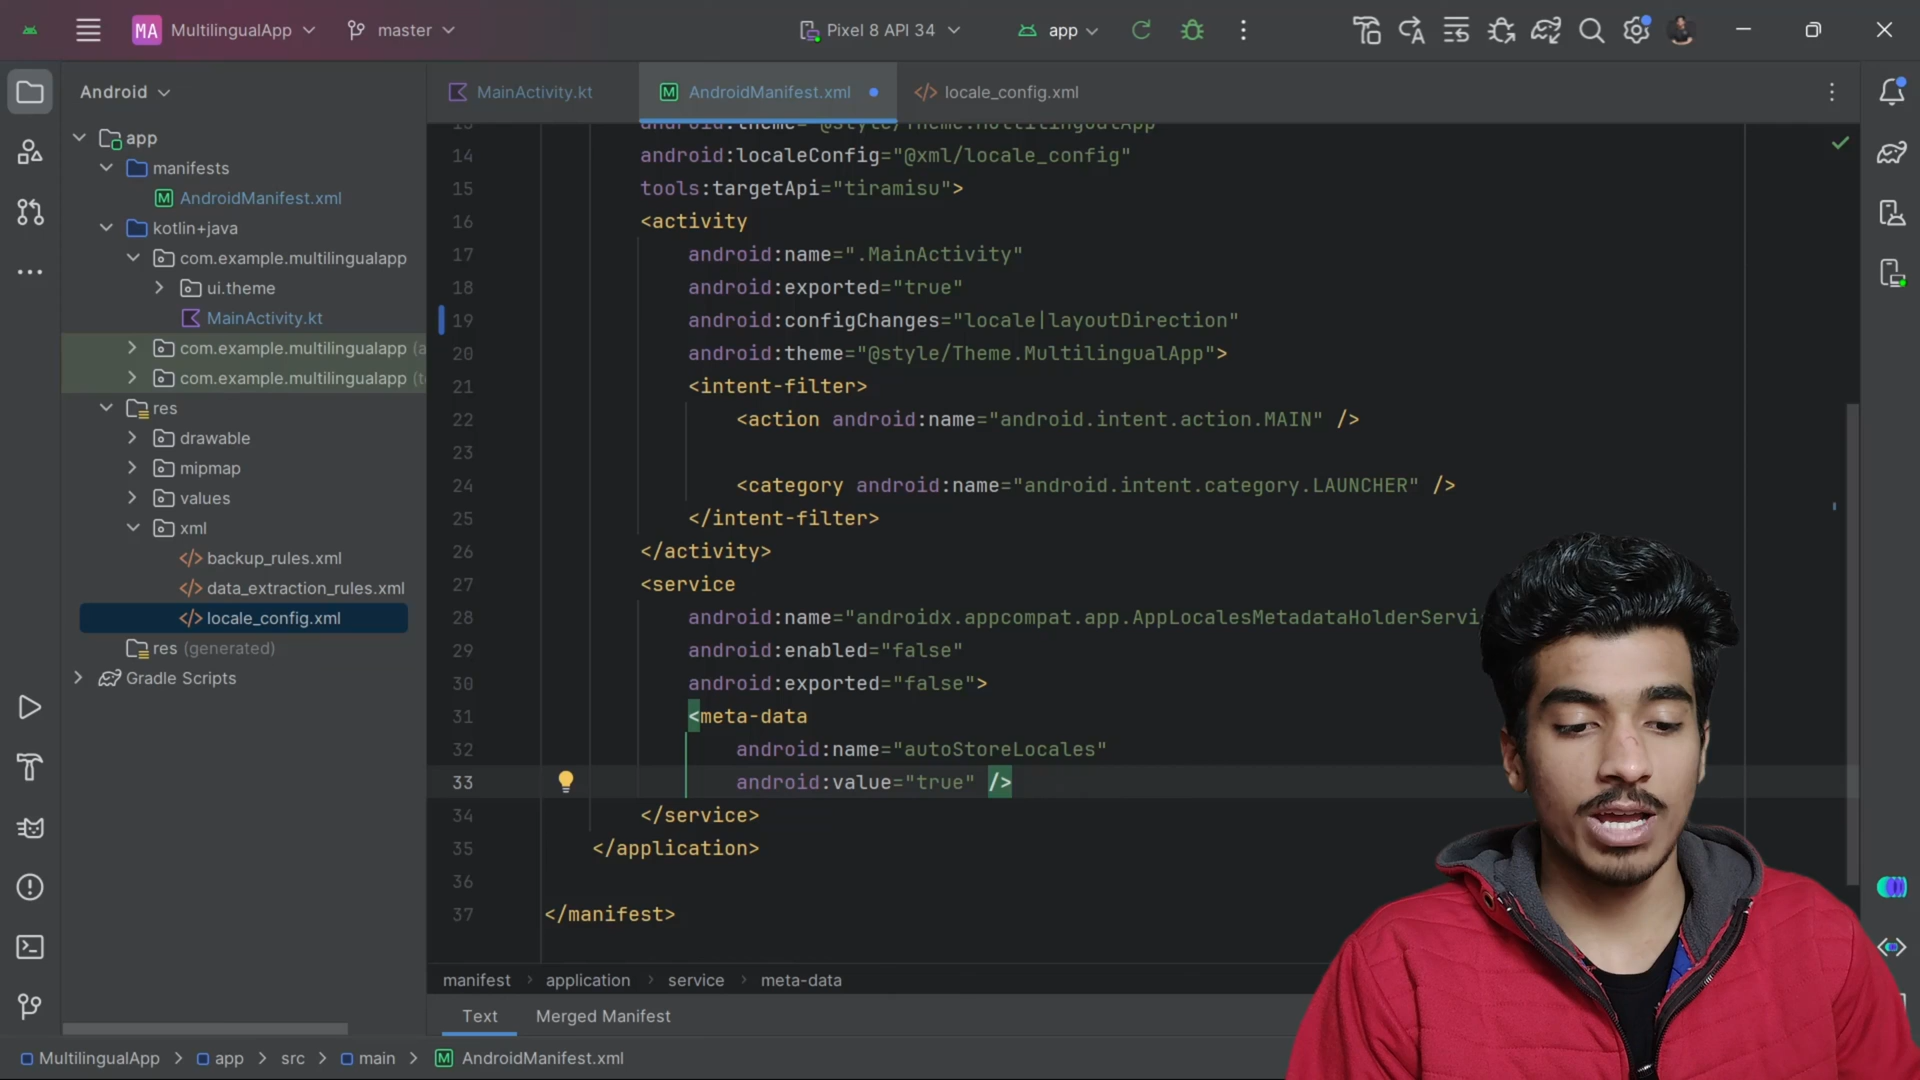 MA MultilingualApp master Pixel 8 API 34 app
Android
MainActivity.kt AndroidManifest.xml locale_config.xml
app
manifests
AndroidManifest.xml
kotlin+java
com.example.multilingualapp
ui.theme
MainActivity.kt
com.example.multilingualapp (a
com.example.multilingualapp (t
res
drawable
mipmap
values
xml
backup_rules.xml
data_extraction_rules.xml
locale_config.xml
res (generated)
Gradle Scripts
13 android:theme="@style/Theme.MultilingualApp"
14 android:localeConfig="@xml/locale_config"
15 tools:targetApi="tiramisu">
16 <activity
17 android:name=".MainActivity"
18 android:exported="true"
19 android:configChanges="locale|layoutDirection"
20 android:theme="@style/Theme.MultilingualApp">
21 <intent-filter>
22 <action android:name="android.intent.action.MAIN" />
23
24 <category android:name="android.intent.category.LAUNCHER" />
25 </intent-filter>
26 </activity>
27 <service
28 android:name="androidx.appcompat.app.AppLocalesMetadataHolderServi
29 android:enabled="false"
30 android:exported="false">
31 <meta-data
32 android:name="autoStoreLocales"
33 android:value="true" />
34 </service>
35 </application>
36
37 </manifest>
manifest > application > service > meta-data
Text Merged Manifest
MultilingualApp > app > src > main > AndroidManifest.xml